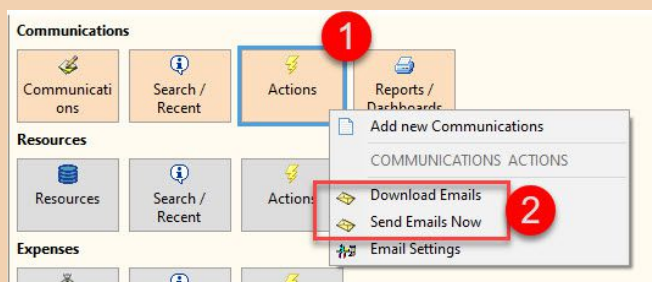 Communications
1
Communicati
ons
Search /
Recent
Actions
Reports /
Dashboards
Add new Communications
COMMUNICATIONS ACTIONS
Resources
Resources
Search /
Recent
Actions
Download Emails
Send Emails Now
2
Email Settings
Expenses